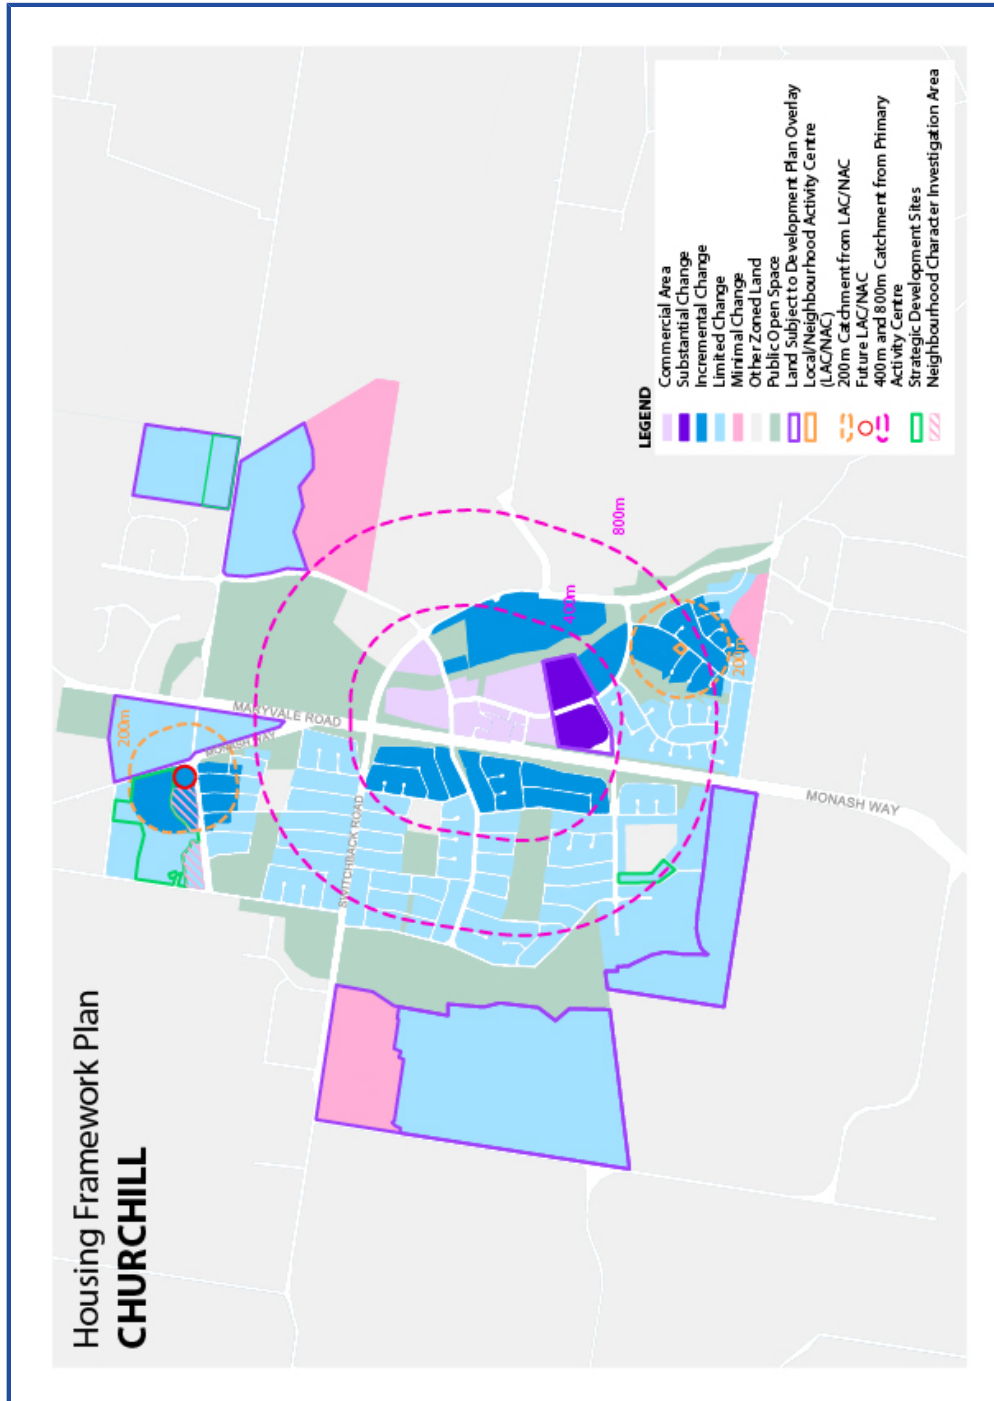 Housing Framework Plan
CHURCHILL
LEGEND
Commercial Area
Substantial Change
Incremental Change
Limited Change
Minimal Change
Other Zoned Land
Public Open Space
Land Subject to Development Plan Overlay
Local/Neighbourhood Activity Centre
(LAC/NAC)
200m Catchment from LAC/NAC
Future LAC/NAC
400m and 800m Catchment from Primary
Activity Centre
Strategic Development Sites
Neighbourhood Character Investigation Area
200m
MARYVALE ROAD
MONASH WAY
SWITCHBACK ROAD
400m
800m
200m
MONASH WAY